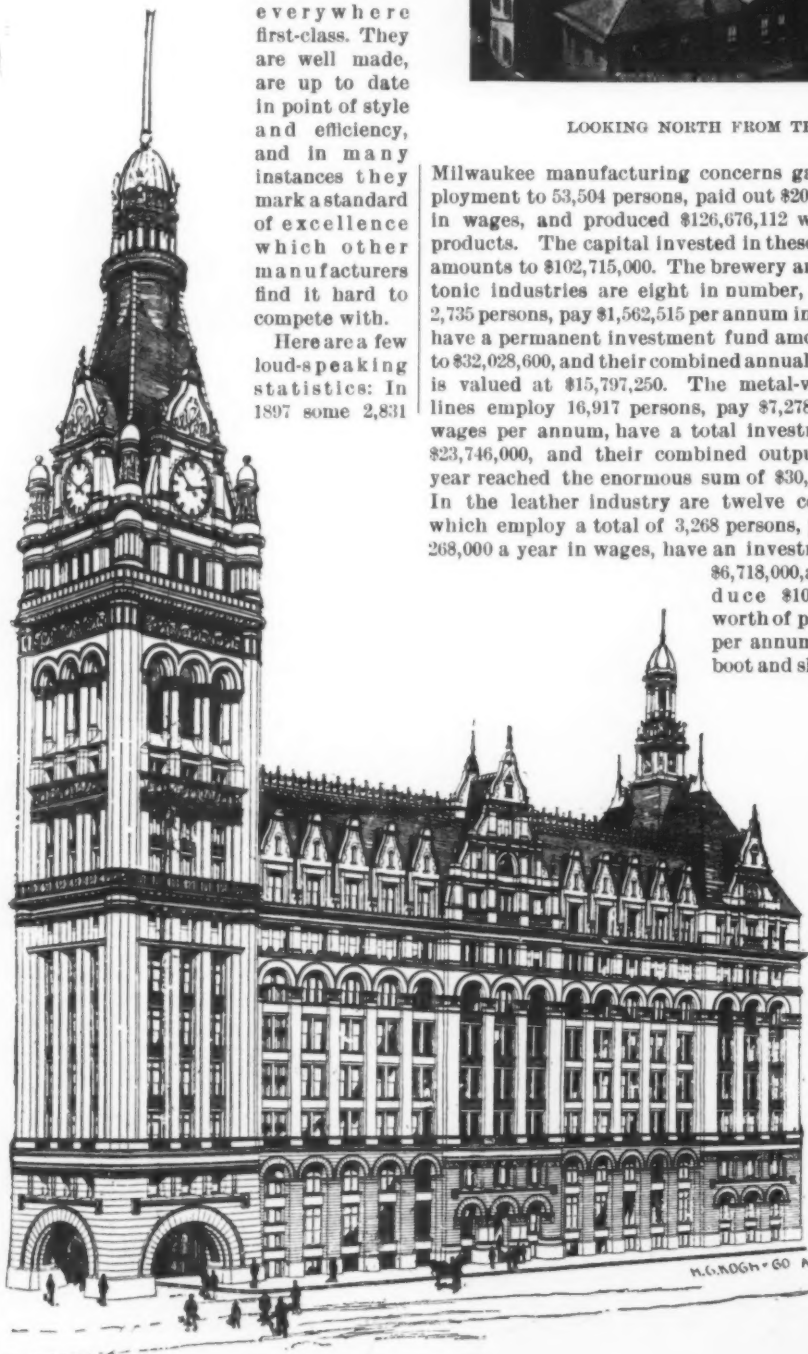 everywhere
first-class. They
are well made,
are up to date
in point of style
and efficiency,
and in many
instances they
mark a standard
of excellence
which other
manufacturers
find it hard to
compete with.
Here are a few
loud-speaking
statistics: In
1897 some 2,831
LOOKING NORTH FROM TH
Milwaukee manufacturing concerns ga
ployment to 53,504 persons, paid out $20
in wages, and produced $126,676,112 w
products. The capital invested in these
amounts to $102,715,000. The brewery an
tonic industries are eight in number,
2,735 persons, pay $1,562,515 per annum in
have a permanent investment fund amo
to $32,028,600, and their combined annual
is valued at $15,797,250. The metal-w
lines employ 16,917 persons, pay $7,278
wages per annum, have a total investm
$23,746,000, and their combined outpu
year reached the enormous sum of $30,
In the leather industry are twelve co
which employ a total of 3,268 persons,
268,000 a year in wages, have an investm
$6,718,000, a
duce $10
worth of p
per annum
boot and s
H.C. KOCH & CO A